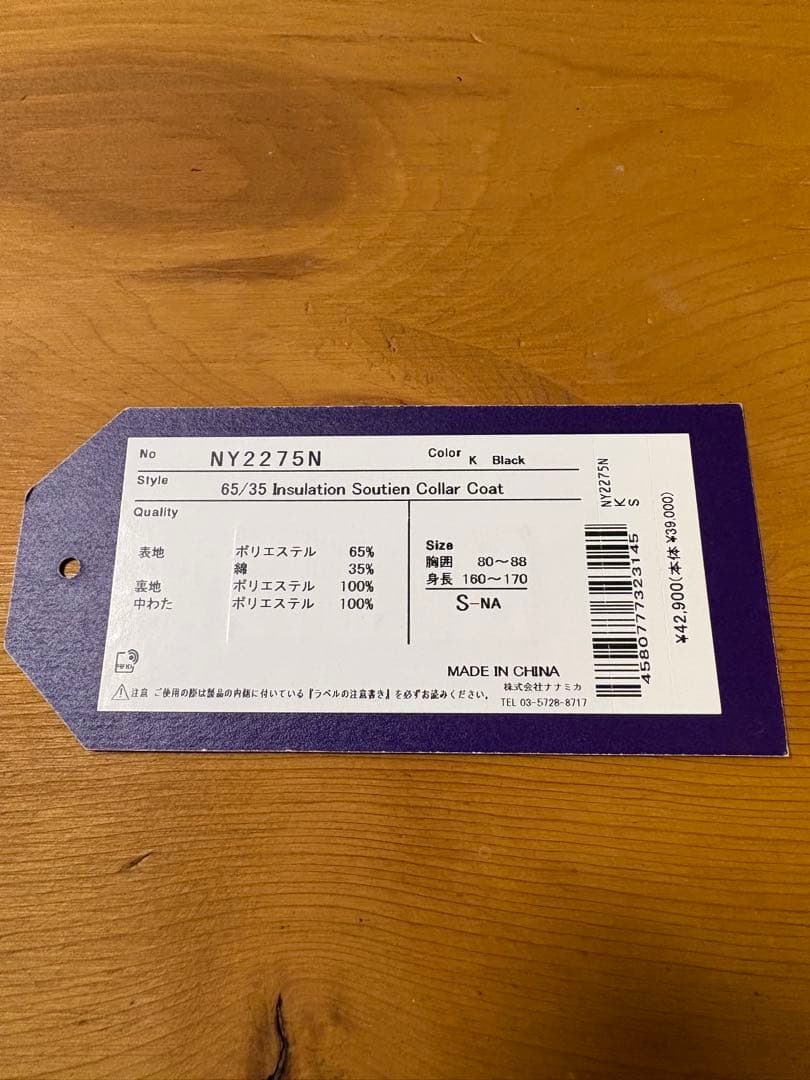 No NY2275N Color K Black
Style 65/35 Insulation Soutien Collar Coat
Quality
表地 ポリエステル 65%
綿 35%
裏地 ポリエステル 100%
中わた ポリエステル 100%
Size
胸囲 80～88
身長 160～170
S-NA
MADE IN CHINA
株式会社ナナミカ
TEL 03-5728-8717
RFID
注意 ご使用の際は製品の内側に付いている『ラベルの注意書き』を必ずお読みください。
NY2275N
K
S
4580777323145
¥42,900(本体¥39,000)